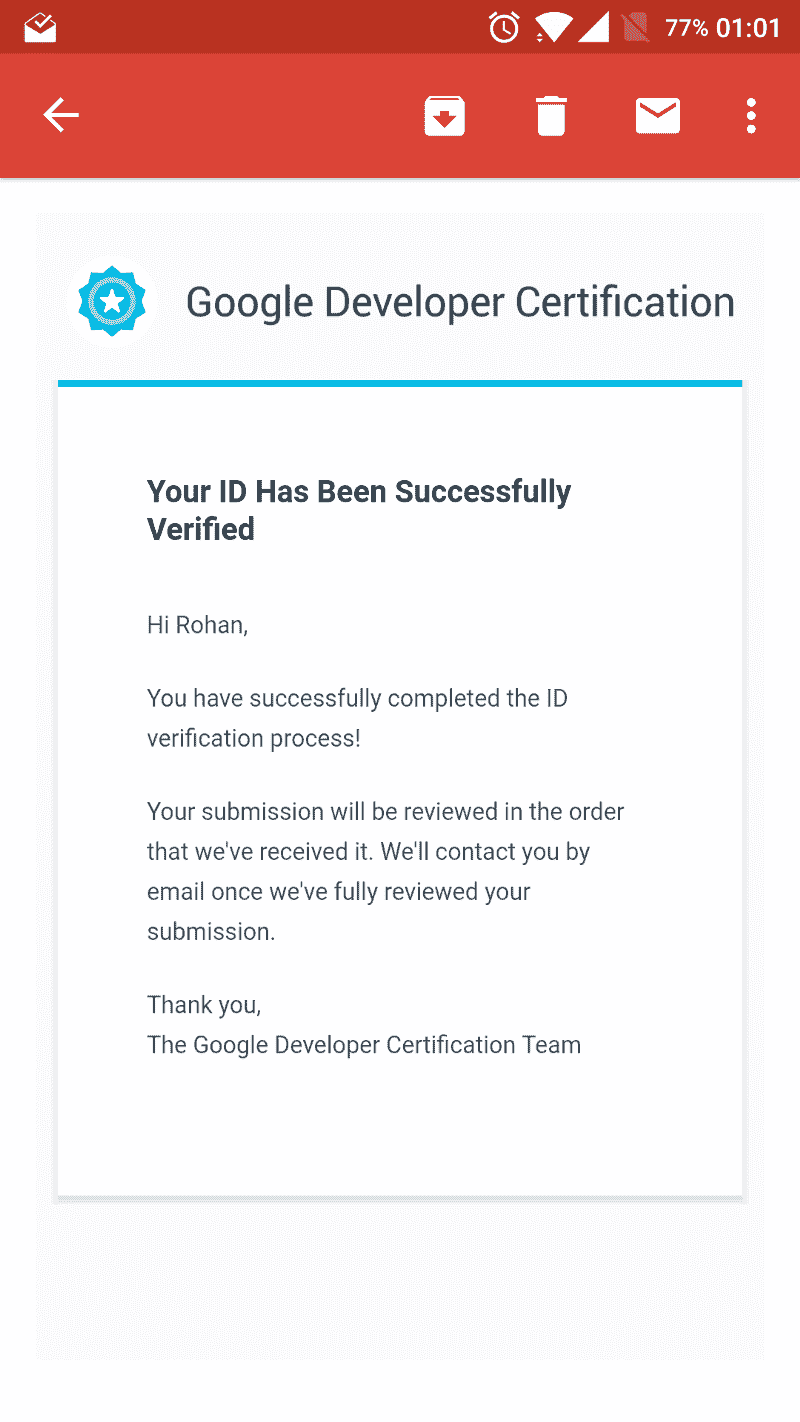 77% 01:01
Google Developer Certification
Your ID Has Been Successfully
Verified
Hi Rohan,
You have successfully completed the ID
verification process!
Your submission will be reviewed in the order
that we've received it. We'll contact you by
email once we've fully reviewed your
submission.
Thank you,
The Google Developer Certification Team